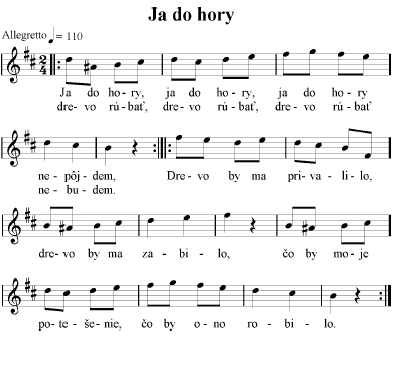 Ja do hory
Allegretto ♩ = 110
2/4
Ja do ho-ry, ja do ho-ry, ja do ho-ry
dre-vo rú-bať, dre-vo rú-bať, dre-vo rú-bať
ne-pôj-dem, Dre-vo by ma pri-va-li-lo,
ne-bu-dem.
dre-vo by ma za-bi-lo, čo by mo-je
po-te-šenie, čo by o-no ro-bi-lo.